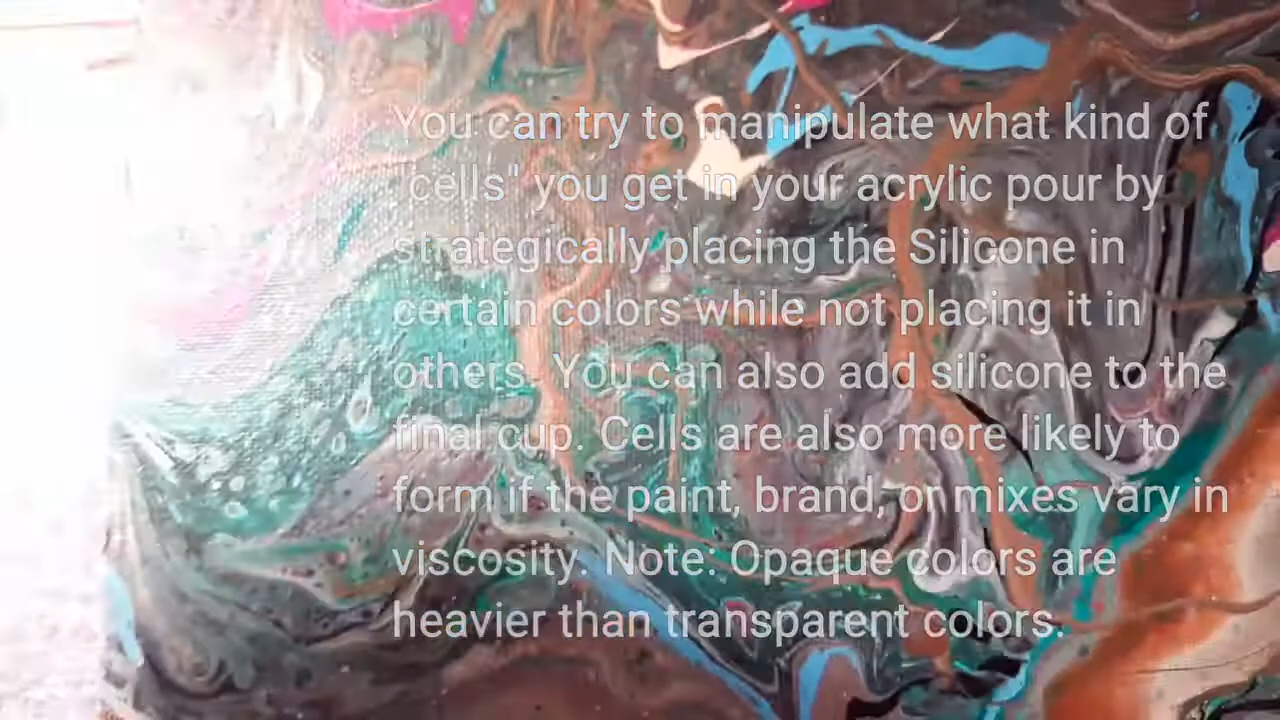 You can try to manipulate what kind of
"cells" you get in your acrylic pour by
strategically placing the Silicone in
certain colors while not placing it in
others. You can also add silicone to the
final cup. Cells are also more likely to
form if the paint, brand, or mixes vary in
viscosity. Note: Opaque colors are
heavier than transparent colors.